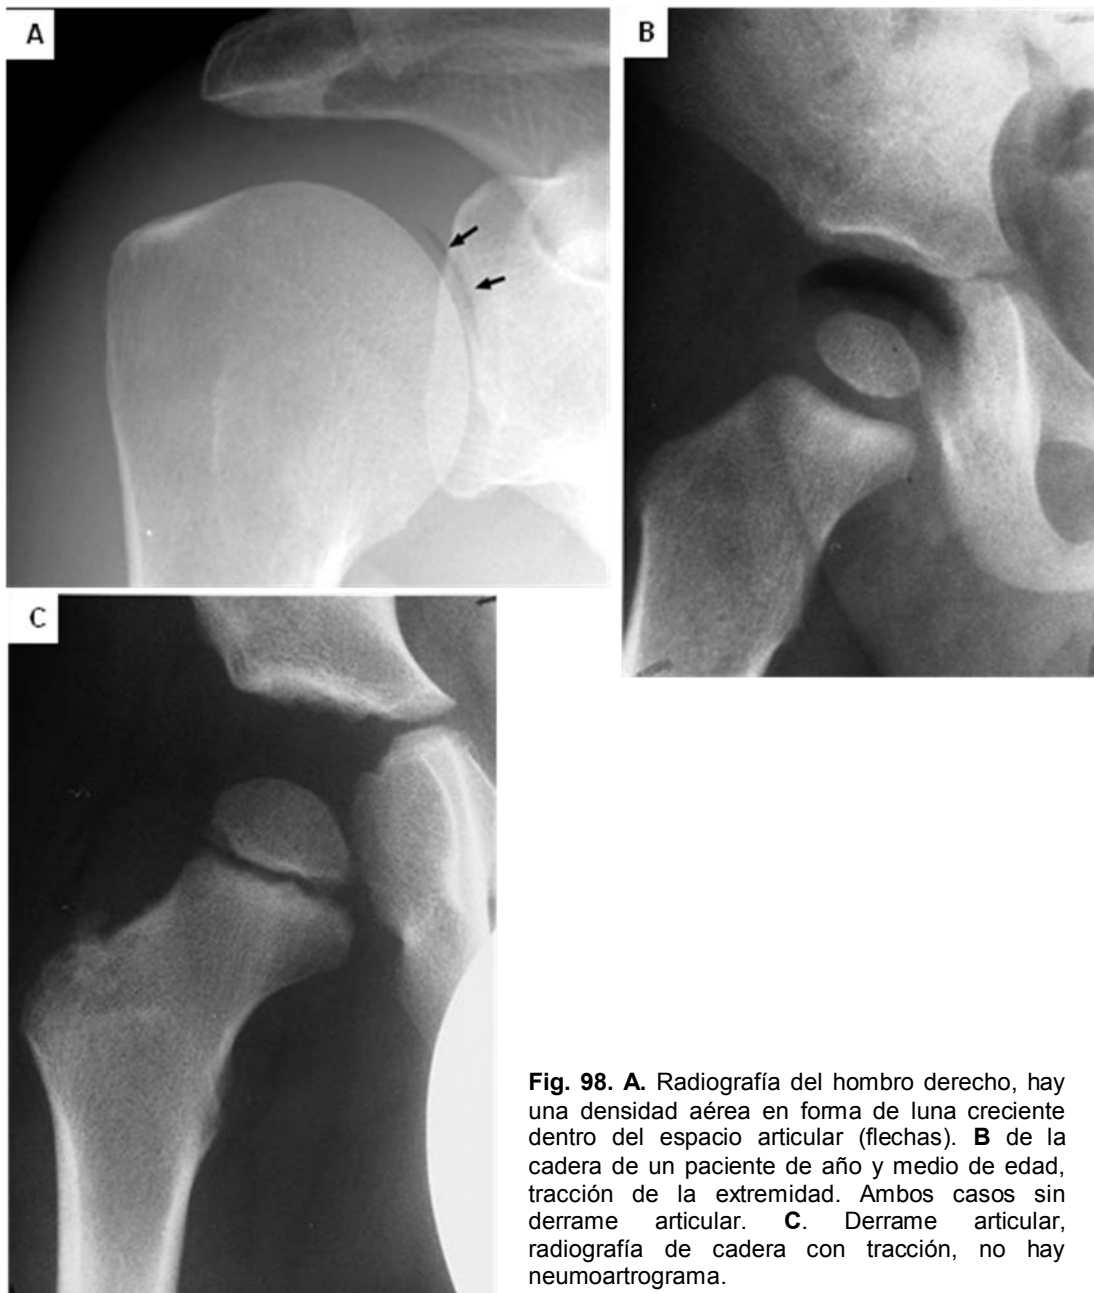 A
B
C
Fig. 98. A. Radiografía del hombro derecho, hay
una densidad aérea en forma de luna creciente
dentro del espacio articular (flechas). B de la
cadera de un paciente de año y medio de edad,
tracción de la extremidad. Ambos casos sin
derrame articular. C. Derrame articular,
radiografía de cadera con tracción, no hay
neumoartrograma.